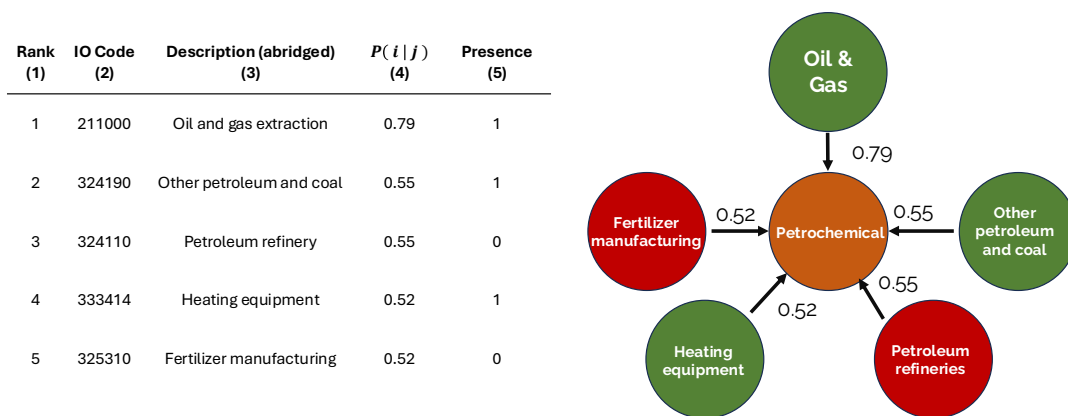 Rank IO Code Description (abridged) P( i | j ) Presence
(1) (2) (3) (4) (5)
1 211000 Oil and gas extraction 0.79 1
2 324190 Other petroleum and coal 0.55 1
3 324110 Petroleum refinery 0.55 0
4 333414 Heating equipment 0.52 1
5 325310 Fertilizer manufacturing 0.52 0
Oil &
Gas
0.79
Fertilizer
manufacturing
0.52
Petrochemical
0.55
Other
petroleum
and coal
0.52
0.55
Heating
equipment
Petroleum
refineries